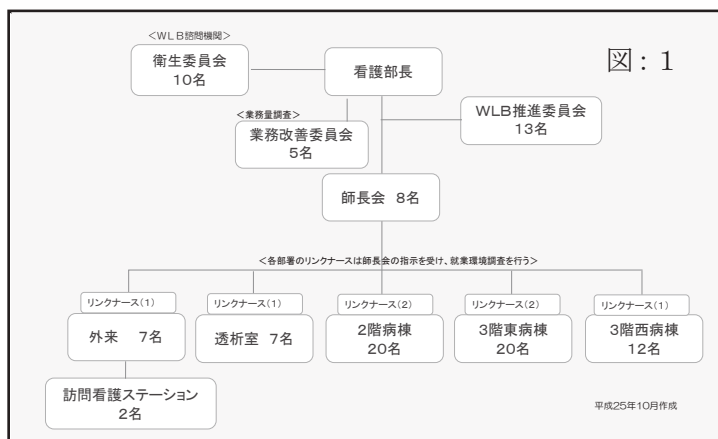 図：1
＜WLB諮問機関＞
衛生委員会
10名
看護部長
＜業務量調査＞
業務改善委員会
5名
WLB推進委員会
13名
師長会 8名
＜各部署のリンクナースは師長会の指示を受け、就業環境調査を行う＞
リンクナース(1)
外来 7名
リンクナース(1)
透析室 7名
リンクナース(2)
2階病棟
20名
リンクナース(2)
3階東病棟
20名
リンクナース(1)
3階西病棟
12名
訪問看護ステーション
2名
平成25年10月作成